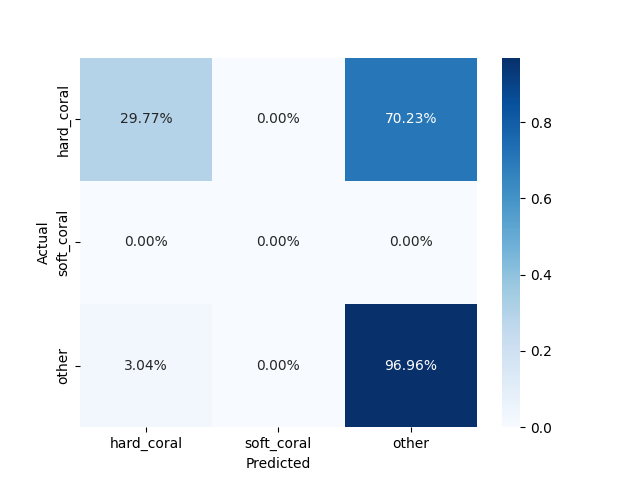 hard_coral
29.77%
0.00%
70.23%
soft_coral
0.00%
0.00%
0.00%
other
3.04%
0.00%
96.96%
hard_coral
soft_coral
other
Predicted
Actual
0.8
0.6
0.4
0.2
0.0